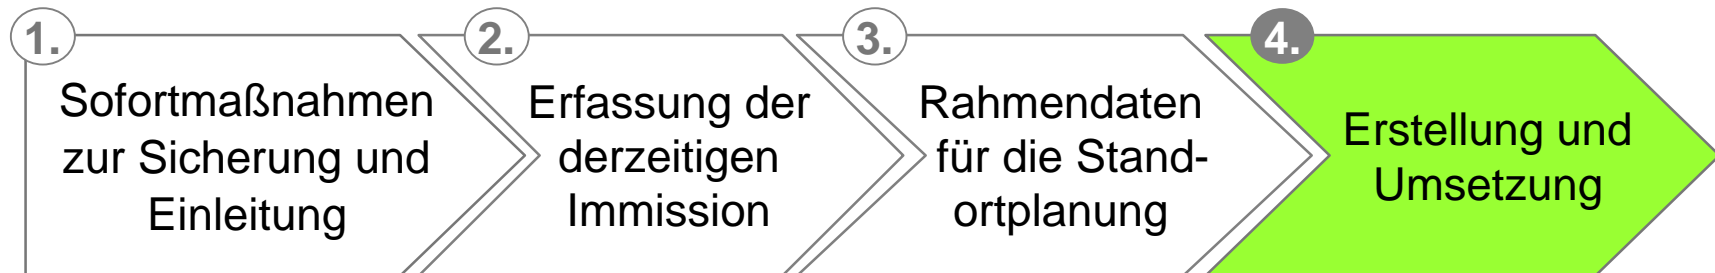 1.
Sofortmaßnahmen
zur Sicherung und
Einleitung
2.
Erfassung der
derzeitigen
Immission
3.
Rahmendaten
für die Stand-
ortplanung
4.
Erstellung und
Umsetzung